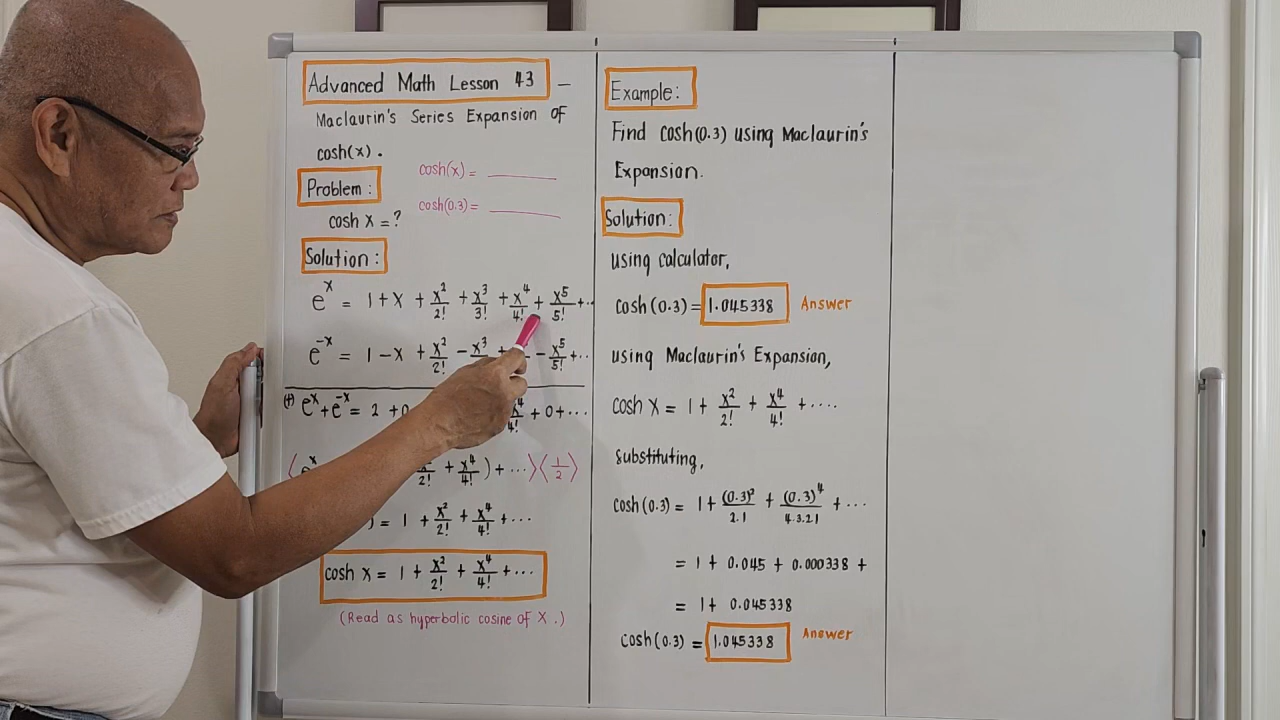 Advanced Math Lesson 43 —
Maclaurin's Series Expansion of
cosh(x).
Problem:
cosh(x) = ____
cosh(0.3) = ____
cosh x = ?
Solution:
e^x = 1 + x + x²/2! + x³/3! + x⁴/4! + x⁵/5! + ..
e^-x = 1 - x + x²/2! - x³ + - x⁵/5! + ..
(+) e^x + e^-x = 2 + 0 x⁴/4! + 0 + ...
x²/2! + x⁴/4! ) + ... ⟩⟨ 1/2 ⟩
) = 1 + x²/2! + x⁴/4! + ...
cosh x = 1 + x²/2! + x⁴/4! + ...
(Read as hyperbolic cosine of x.)
Example:
Find cosh(0.3) using Maclaurin's
Expansion.
Solution:
using calculator,
cosh(0.3) = 1.045338 Answer
using Maclaurin's Expansion,
cosh x = 1 + x²/2! + x⁴/4! + ....
substituting,
cosh(0.3) = 1 + (0.3)²/2.1 + (0.3)⁴/4.3.2.1 + ...
= 1 + 0.045 + 0.000338 +
= 1 + 0.045338
cosh(0.3) = 1.045338 Answer